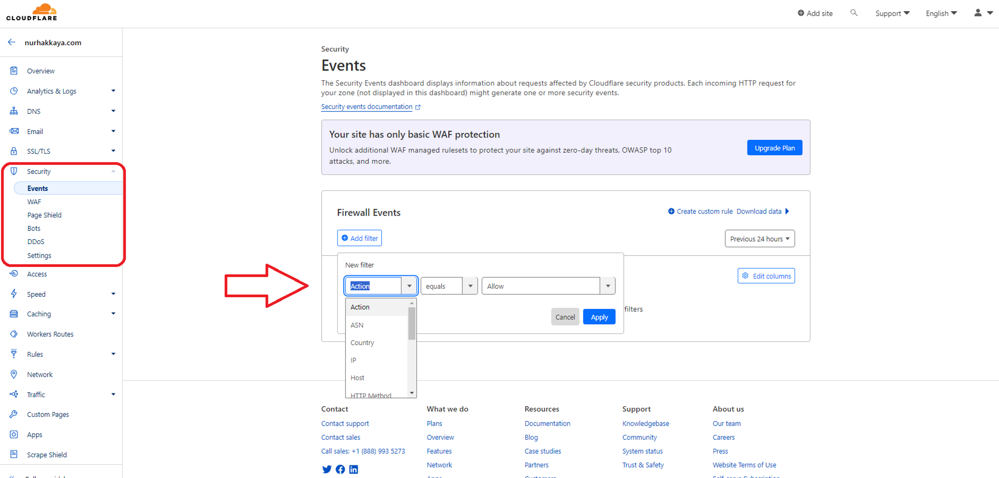 CLOUDFLARE
Add site
Support
English
nurhakkaya.com
Overview
Analytics & Logs
DNS
Email
SSL/TLS
Security
Events
WAF
Page Shield
Bots
DDoS
Settings
Access
Speed
Caching
Workers Routes
Rules
Network
Traffic
Custom Pages
Apps
Scrape Shield
Security
Events
The Security Events dashboard displays information about requests affected by Cloudflare security products. Each incoming HTTP request for
your zone (not displayed in this dashboard) might generate one or more security events.
Security events documentation
Your site has only basic WAF protection
Unlock additional WAF managed rulesets to protect your site against zero-day threats, OWASP top 10
attacks, and more.
Upgrade Plan
Firewall Events
Create custom rule Download data
Add filter
Previous 24 hours
New filter
Edit columns
Action equals Allow
filters
Cancel Apply
Action
ASN
Country
IP
Host
HTTP Method
Contact
Contact support
Contact sales
Call sales: +1 (888) 993 5273
What we do
Plans
Overview
Features
Network
Resources
Documentation
Blog
Case studies
Partners
Support
Knowledgebase
Community
System status
Trust & Safety
About us
Our team
Careers
Press
Website Terms of Use